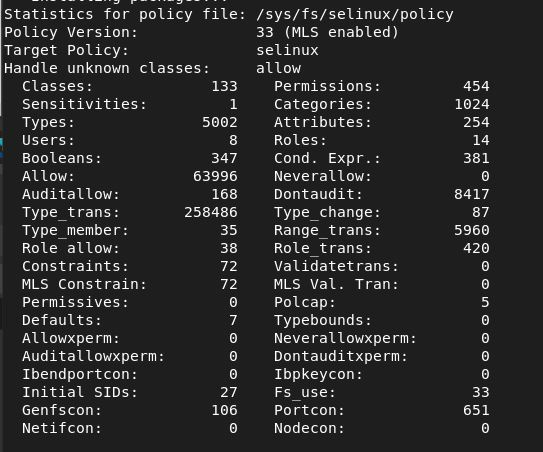 Installing packages...
Statistics for policy file: /sys/fs/selinux/policy
Policy Version: 33 (MLS enabled)
Target Policy: selinux
Handle unknown classes: allow
Classes: 133 Permissions: 454
Sensitivities: 1 Categories: 1024
Types: 5002 Attributes: 254
Users: 8 Roles: 14
Booleans: 347 Cond. Expr.: 381
Allow: 63996 Neverallow: 0
Auditallow: 168 Dontaudit: 8417
Type_trans: 258486 Type_change: 87
Type_member: 35 Range_trans: 5960
Role allow: 38 Role_trans: 420
Constraints: 72 Validatetrans: 0
MLS Constrain: 72 MLS Val. Tran: 0
Permissives: 0 Polcap: 5
Defaults: 7 Typebounds: 0
Allowxperm: 0 Neverallowxperm: 0
Auditallowxperm: 0 Dontauditxperm: 0
Ibendportcon: 0 Ibpkeycon: 0
Initial SIDs: 27 Fs_use: 33
Genfscon: 106 Portcon: 651
Netifcon: 0 Nodecon: 0